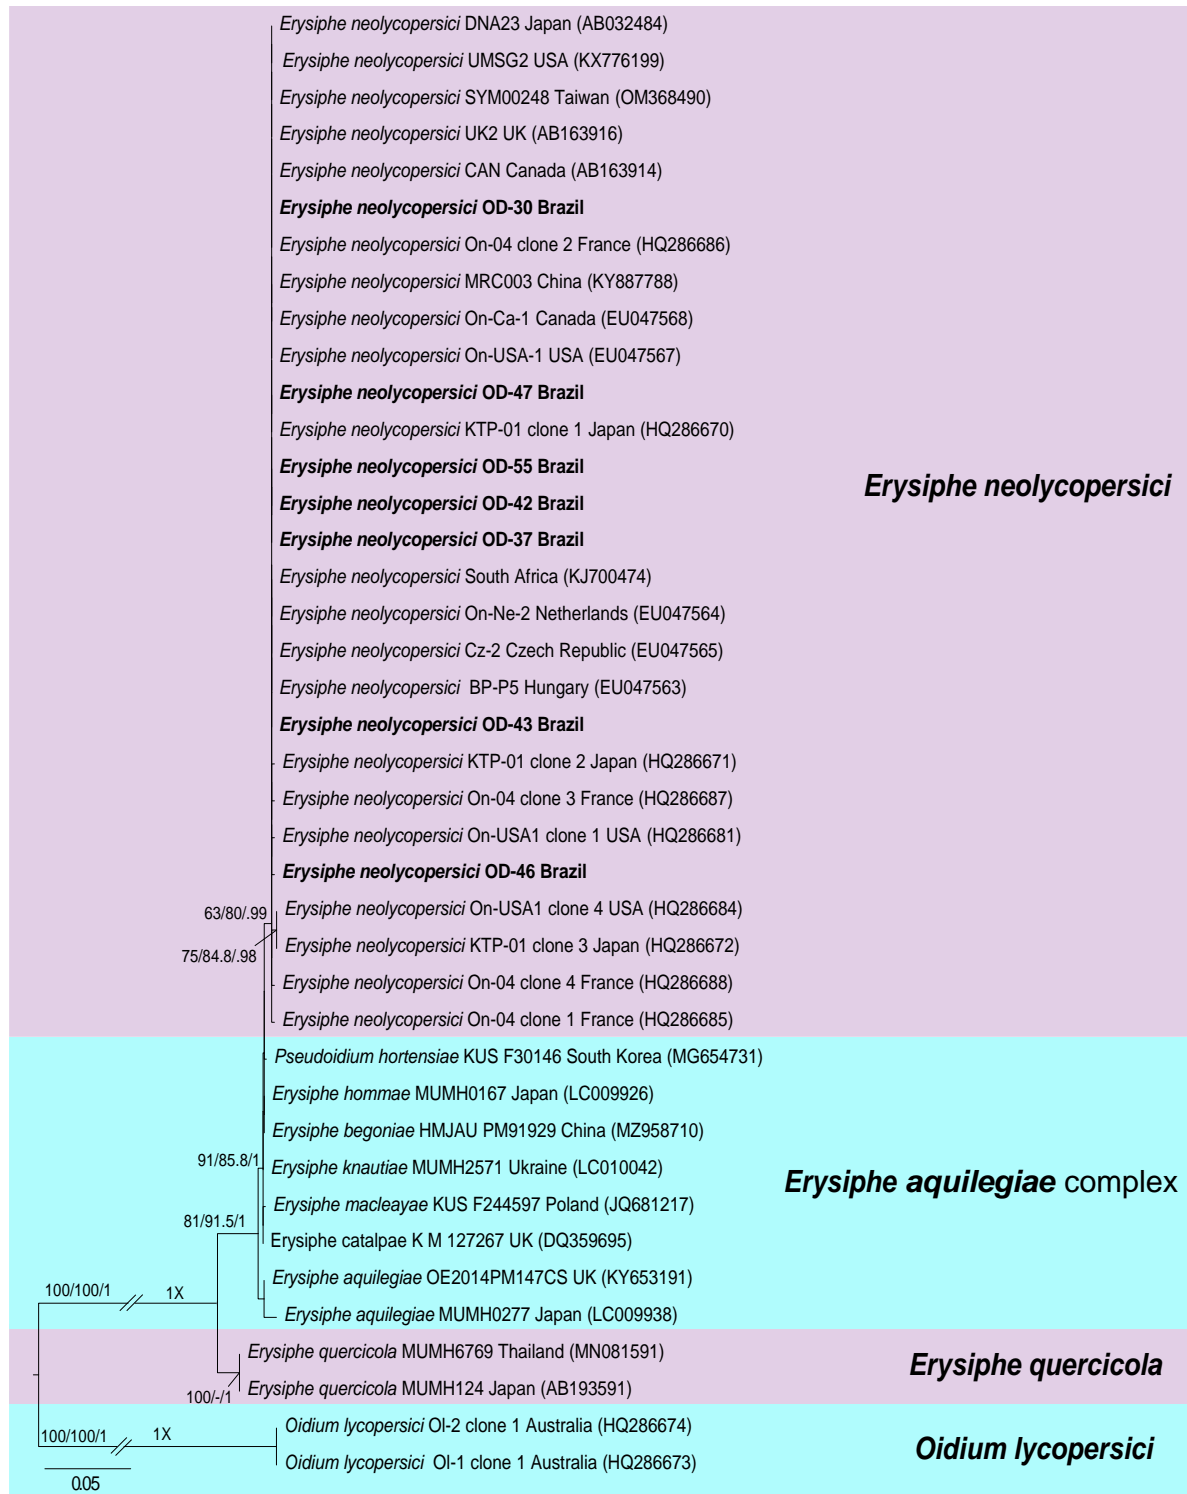 Erysiphe neolycopersici DNA23 Japan (AB032484)
Erysiphe neolycopersici UMSG2 USA (KX776199)
Erysiphe neolycopersici SYM00248 Taiwan (OM368490)
Erysiphe neolycopersici UK2 UK (AB163916)
Erysiphe neolycopersici CAN Canada (AB163914)
Erysiphe neolycopersici OD-30 Brazil
Erysiphe neolycopersici On-04 clone 2 France (HQ286686)
Erysiphe neolycopersici MRC003 China (KY887788)
Erysiphe neolycopersici On-Ca-1 Canada (EU047568)
Erysiphe neolycopersici On-USA-1 USA (EU047567)
Erysiphe neolycopersici OD-47 Brazil
Erysiphe neolycopersici KTP-01 clone 1 Japan (HQ286670)
Erysiphe neolycopersici OD-55 Brazil
Erysiphe neolycopersici
Erysiphe neolycopersici OD-42 Brazil
Erysiphe neolycopersici OD-37 Brazil
Erysiphe neolycopersici South Africa (KJ700474)
Erysiphe neolycopersici On-Ne-2 Netherlands (EU047564)
Erysiphe neolycopersici Cz-2 Czech Republic (EU047565)
Erysiphe neolycopersici BP-P5 Hungary (EU047563)
Erysiphe neolycopersici OD-43 Brazil
Erysiphe neolycopersici KTP-01 clone 2 Japan (HQ286671)
Erysiphe neolycopersici On-04 clone 3 France (HQ286687)
Erysiphe neolycopersici On-USA1 clone 1 USA (HQ286681)
Erysiphe neolycopersici OD-46 Brazil
63/80/.99
Erysiphe neolycopersici On-USA1 clone 4 USA (HQ286684)
75/84.8/.98
Erysiphe neolycopersici KTP-01 clone 3 Japan (HQ286672)
Erysiphe neolycopersici On-04 clone 4 France (HQ286688)
Erysiphe neolycopersici On-04 clone 1 France (HQ286685)
Pseudoidium hortensiae KUS F30146 South Korea (MG654731)
Erysiphe hommae MUMH0167 Japan (LC009926)
Erysiphe begoniae HMJAU PM91929 China (MZ958710)
91/85.8/1
Erysiphe knautiae MUMH2571 Ukraine (LC010042)
Erysiphe aquilegiae complex
Erysiphe macleayae KUS F244597 Poland (JQ681217)
81/91.5/1
Erysiphe catalpae K M 127267 UK (DQ359695)
Erysiphe aquilegiae OE2014PM147CS UK (KY653191)
100/100/1 1X
Erysiphe aquilegiae MUMH0277 Japan (LC009938)
Erysiphe quercicola MUMH6769 Thailand (MN081591)
Erysiphe quercicola
100/-/1
Erysiphe quercicola MUMH124 Japan (AB193591)
Oidium lycopersici Ol-2 clone 1 Australia (HQ286674)
100/100/1 1X
Oidium lycopersici
Oidium lycopersici Ol-1 clone 1 Australia (HQ286673)
0.05